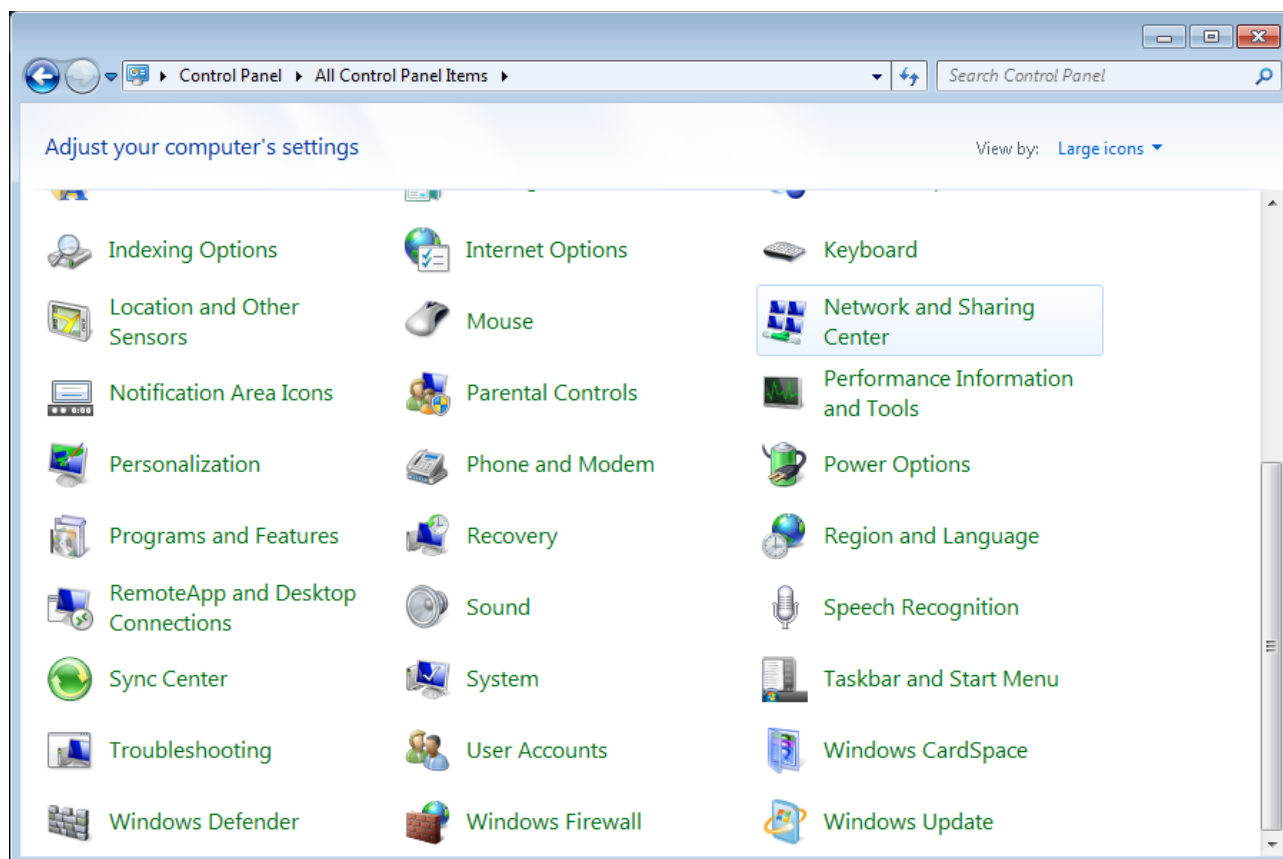 Control Panel All Control Panel Items
Search Control Panel
Adjust your computer's settings
View by: Large icons
Indexing Options
Internet Options
Keyboard
Location and Other
Sensors
Mouse
Network and Sharing
Center
Notification Area Icons
Parental Controls
Performance Information
and Tools
Personalization
Phone and Modem
Power Options
Programs and Features
Recovery
Region and Language
RemoteApp and Desktop
Connections
Sound
Speech Recognition
Sync Center
System
Taskbar and Start Menu
Troubleshooting
User Accounts
Windows CardSpace
Windows Defender
Windows Firewall
Windows Update